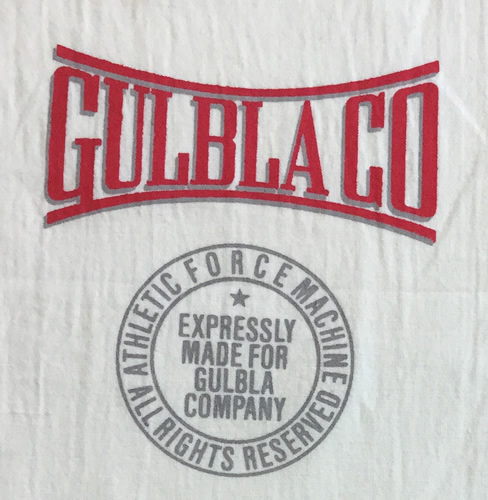 GULBLA CO
ATHLETIC FORCE MACHINE
★
EXPRESSLY
MADE FOR
GULBLA
COMPANY
ALL RIGHTS RESERVED